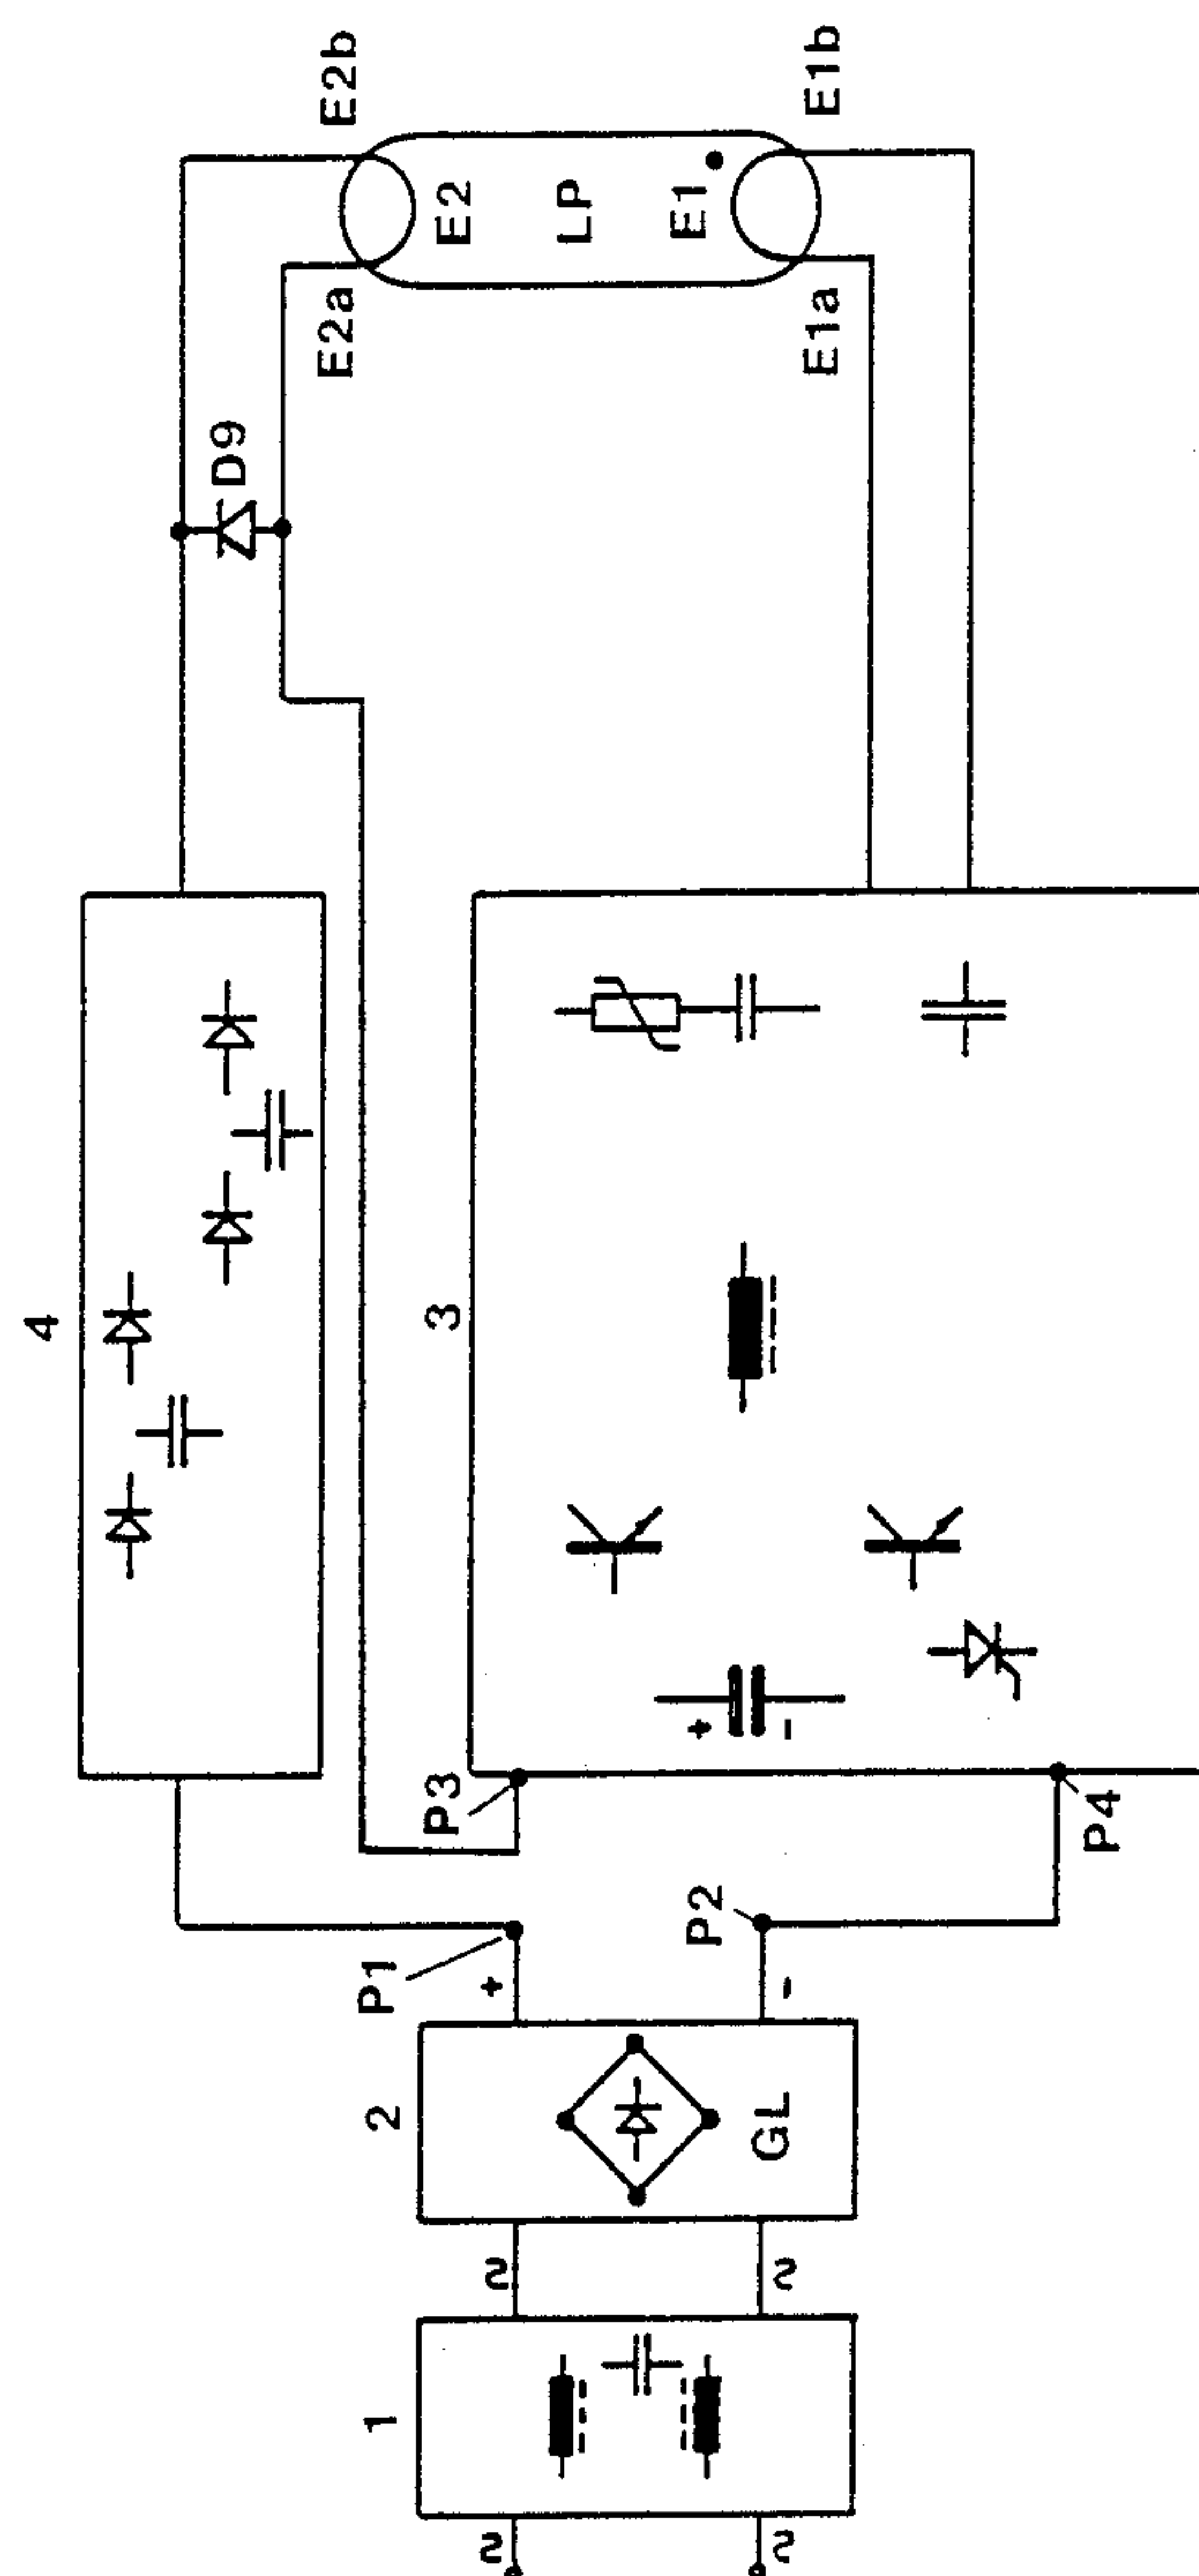 ~
~
1
~
~
2
GL
+
-
P1
P2
P3
P4
4
3
+
-
D9
E2a
E2b
E2
LP
E1
E1a
E1b